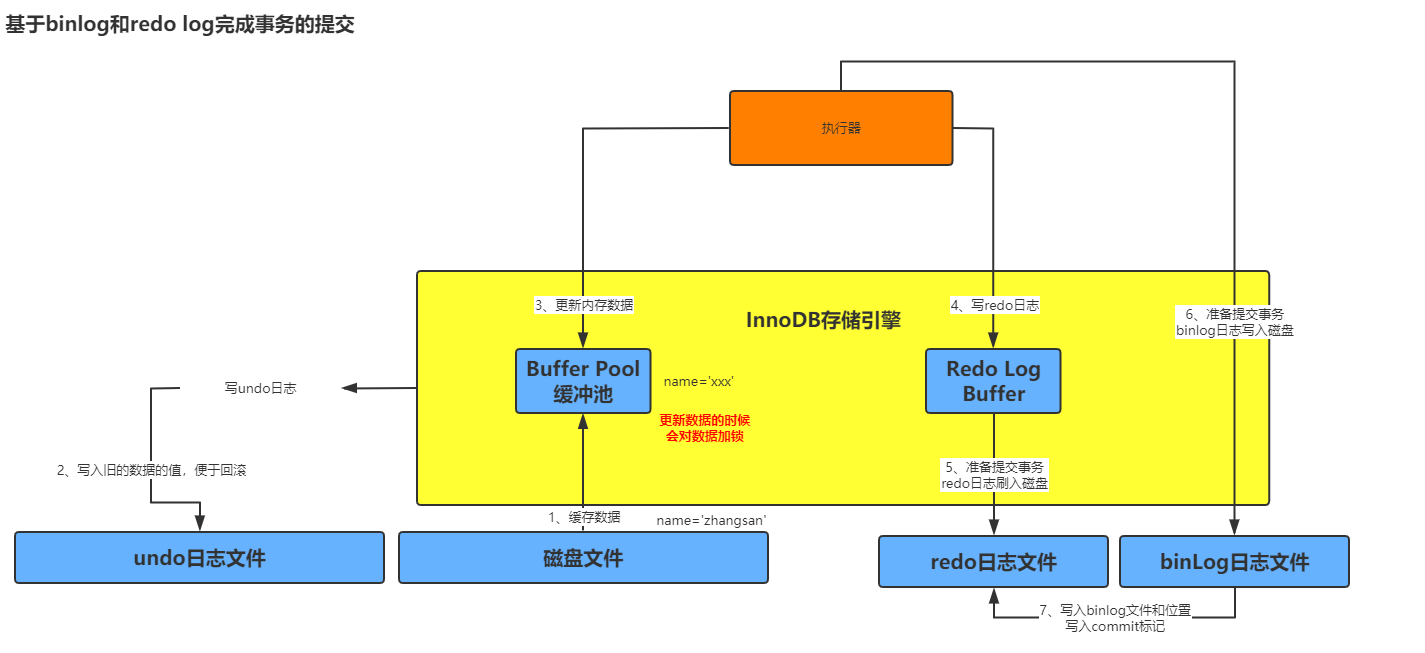 基于binlog和redo log完成事务的提交
执行器
3、更新内存数据
4、写redo日志
InnoDB存储引擎
6、准备提交事务
binlog日志写入磁盘
Buffer Pool
缓冲池
name='xxx'
Redo Log
Buffer
写undo日志
更新数据的时候
会对数据加锁
2、写入旧的数据的值，便于回滚
5、准备提交事务
redo日志刷入磁盘
1、缓存数据
name='zhangsan'
undo日志文件
磁盘文件
redo日志文件
binLog日志文件
7、写入binlog文件和位置
写入commit标记